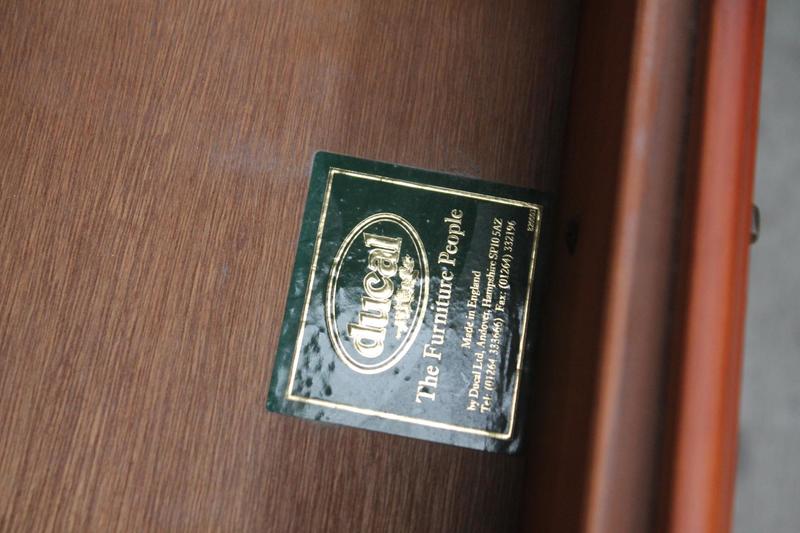 ducal
The Furniture People
Made in England
by Ducal Ltd, Andover, Hampshire SP10 5AZ
Tel: (01264 333666) Fax: (01264) 332196